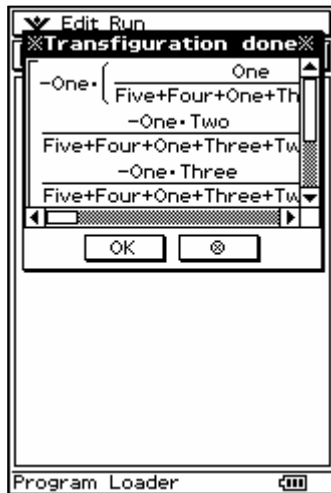 Edit Run
※Transfiguration done※
One
-One·(
Five+Four+One+Th
-One·Two
Five+Four+One+Three+Tw
-One·Three
Five+Four+One+Three+Tw
OK
Program Loader